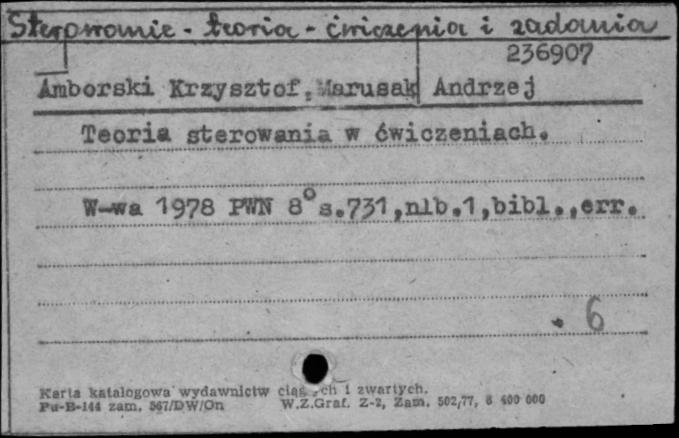 Sterowanie - teoria - ćwiczenia i zadania
236907
Amborski Krzysztof, Marusak Andrzej
Teoria sterowania w ćwiczeniach.
W-wa 1978 PWN 8° s.731,nlb.1,bibl.,err.
6
Karta katalogowa wydawnictw ciągłych i zwartych.
Pu-B-144 zam. 567/DW/On W.Z.Graf. Z-2, Zam. 502/77, 6 400 000